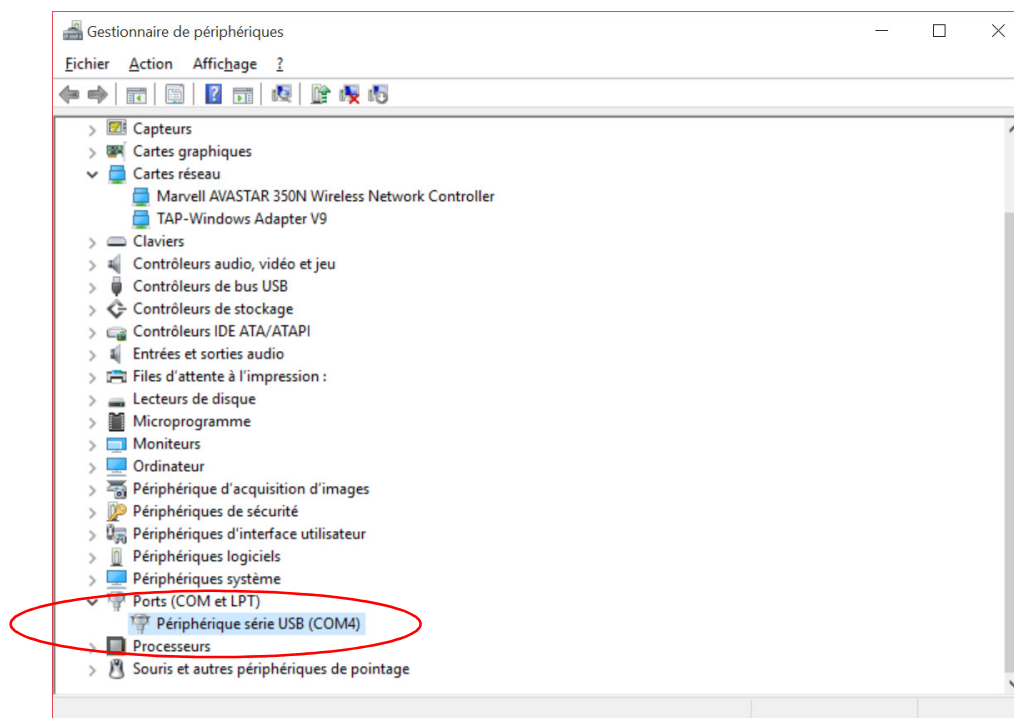 Gestionnaire de périphériques
Fichier Action Affichage ?
Capteurs
Cartes graphiques
Cartes réseau
Marvell AVASTAR 350N Wireless Network Controller
TAP-Windows Adapter V9
Claviers
Contrôleurs audio, vidéo et jeu
Contrôleurs de bus USB
Contrôleurs de stockage
Contrôleurs IDE ATA/ATAPI
Entrées et sorties audio
Files d'attente à l'impression :
Lecteurs de disque
Microprogramme
Moniteurs
Ordinateur
Périphérique d'acquisition d'images
Périphériques de sécurité
Périphériques d'interface utilisateur
Périphériques logiciels
Périphériques système
Ports (COM et LPT)
Périphérique série USB (COM4)
Processeurs
Souris et autres périphériques de pointage